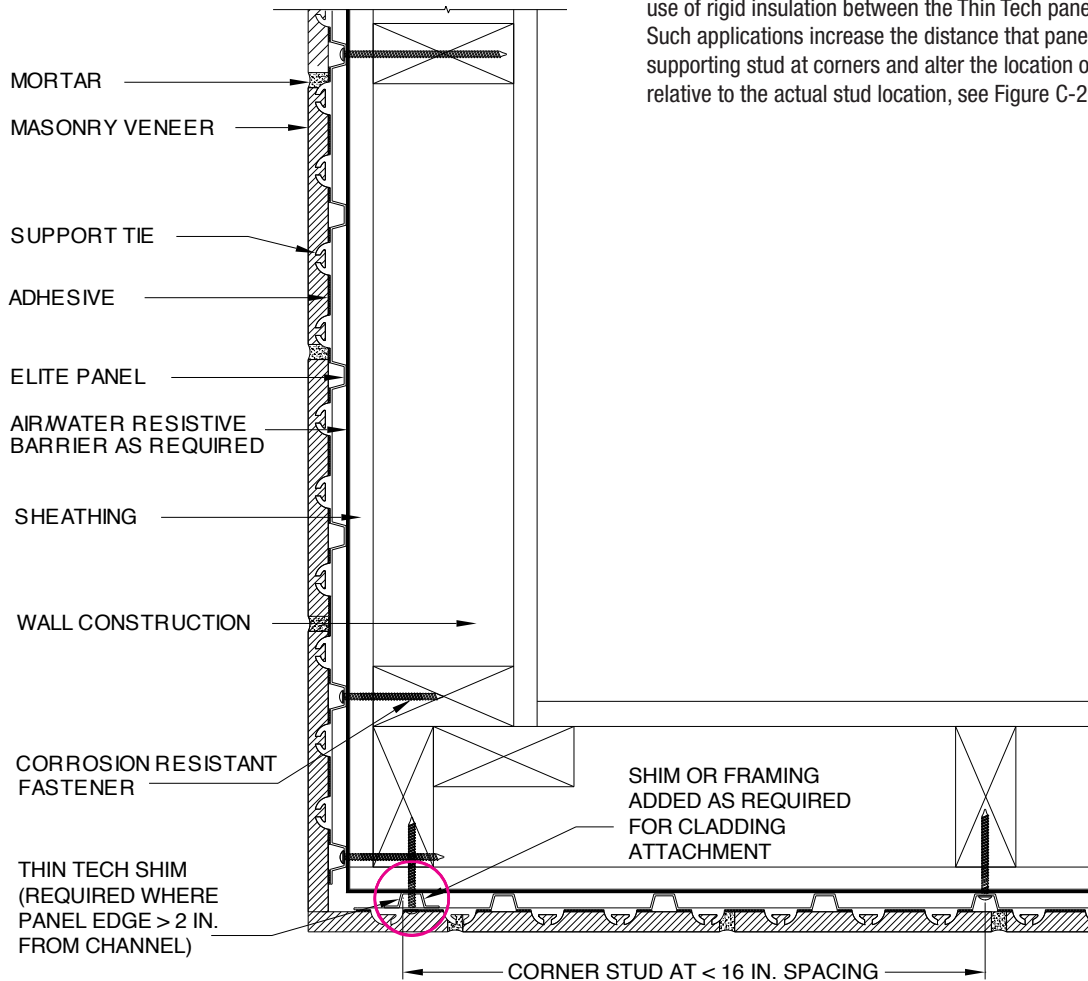 use of rigid insulation between the Thin Tech pane
Such applications increase the distance that pane
supporting stud at corners and alter the location o
relative to the actual stud location, see Figure C-2
MORTAR
MASONRY VENEER
SUPPORT TIE
ADHESIVE
ELITE PANEL
AIR/WATER RESISTIVE
BARRIER AS REQUIRED
SHEATHING
WALL CONSTRUCTION
CORROSION RESISTANT
FASTENER
THIN TECH SHIM
(REQUIRED WHERE
PANEL EDGE > 2 IN.
FROM CHANNEL)
SHIM OR FRAMING
ADDED AS REQUIRED
FOR CLADDING
ATTACHMENT
CORNER STUD AT < 16 IN. SPACING